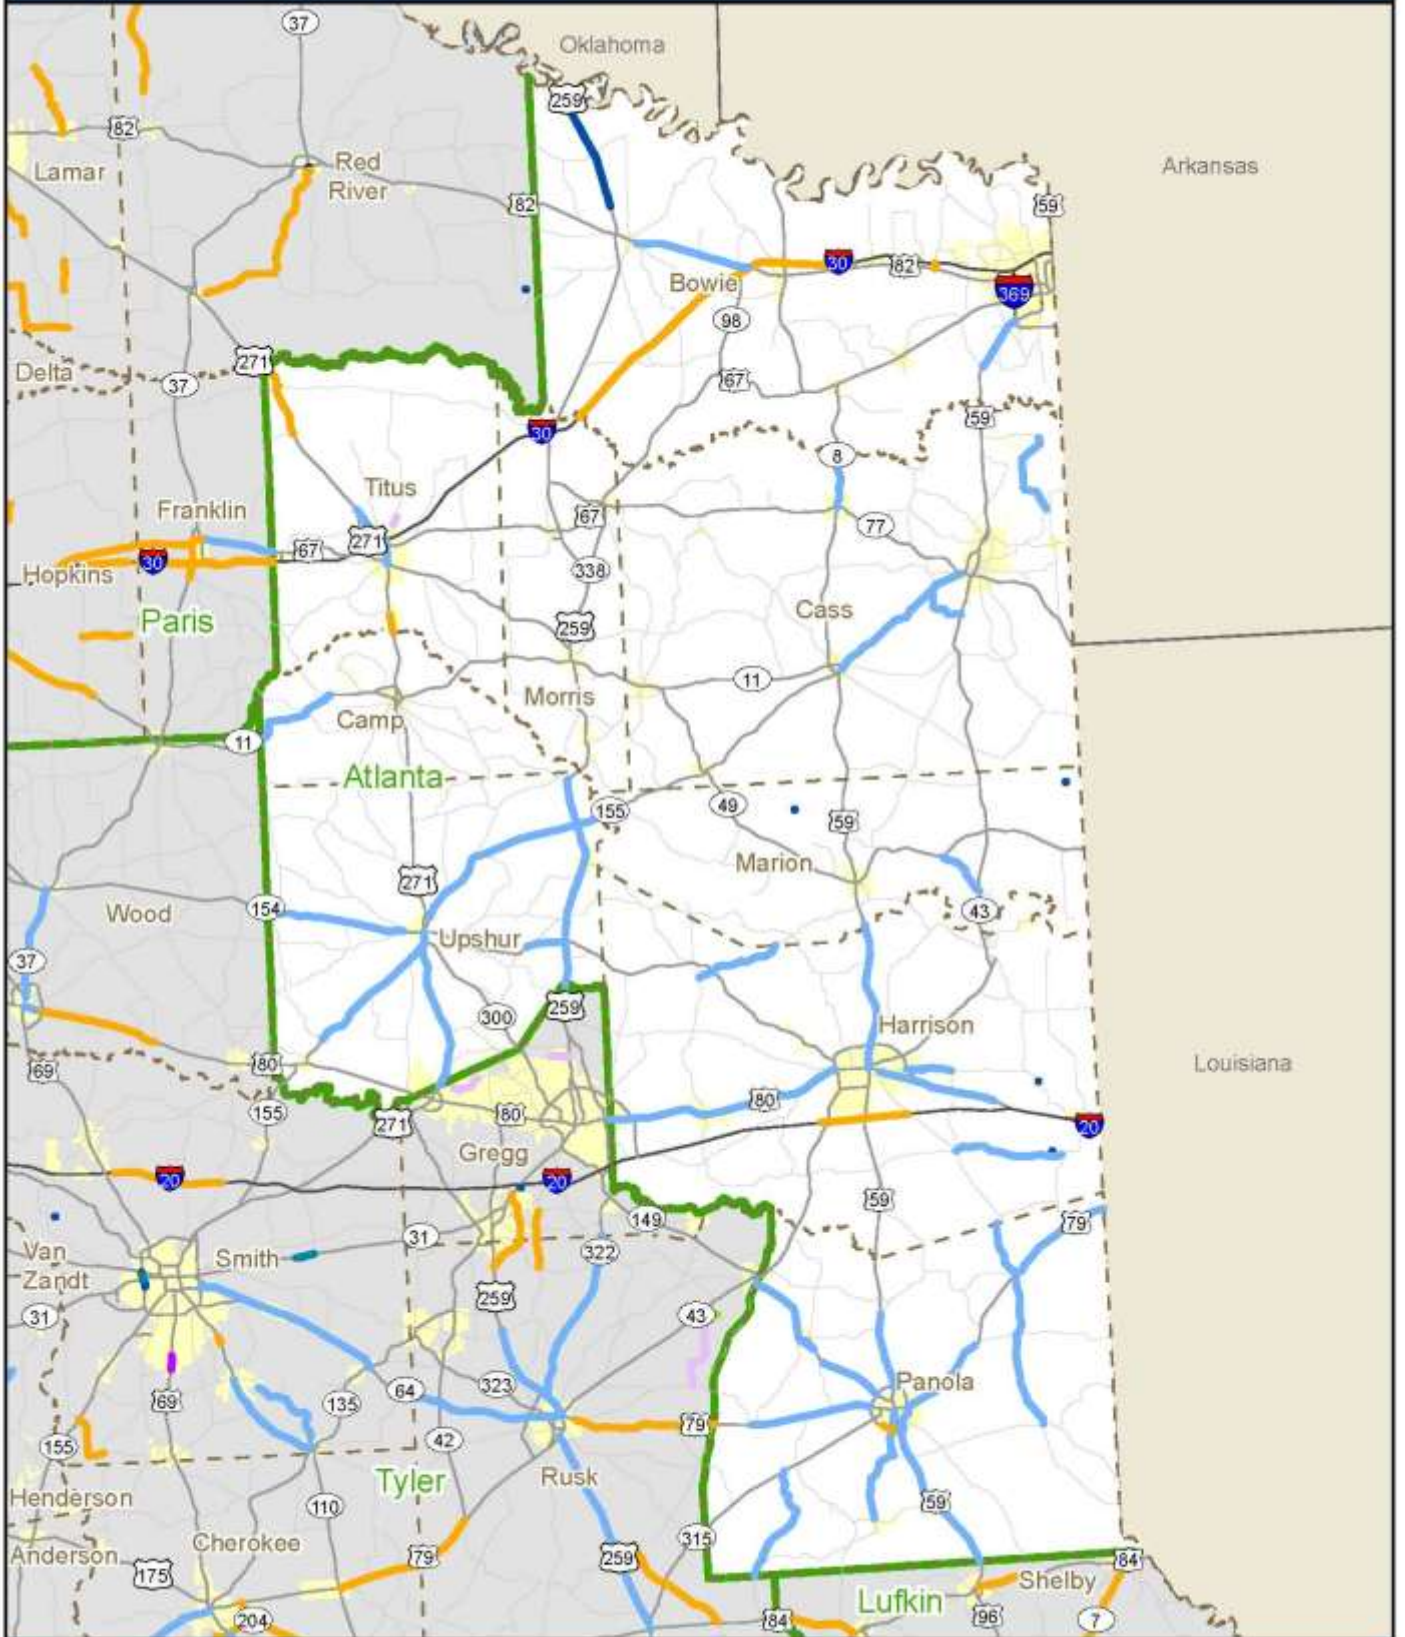 37
Oklahoma
259
82
Lamar
Red
River
Arkansas
82
59
30
82
Bowie
369
98
271
Delta
37
67
59
30
8
Titus
Franklin
67
77
271
67
30
Hopkins
338
Paris
Cass
259
11
Morris
Camp
11
Atlanta
155
49
59
Marion
271
154
Wood
43
Upshur
37
259
300
Harrison
80
Louisiana
69
80
155
80
271
20
Gregg
20
20
59
149
79
31
322
Van
Zandt
Smith
259
31
43
Panola
323
64
69
135
79
155
42
Tyler
Rusk
Henderson
59
110
315
Cherokee
Anderson
79
259
84
175
Shelby
Lufkin
204
84
96
7